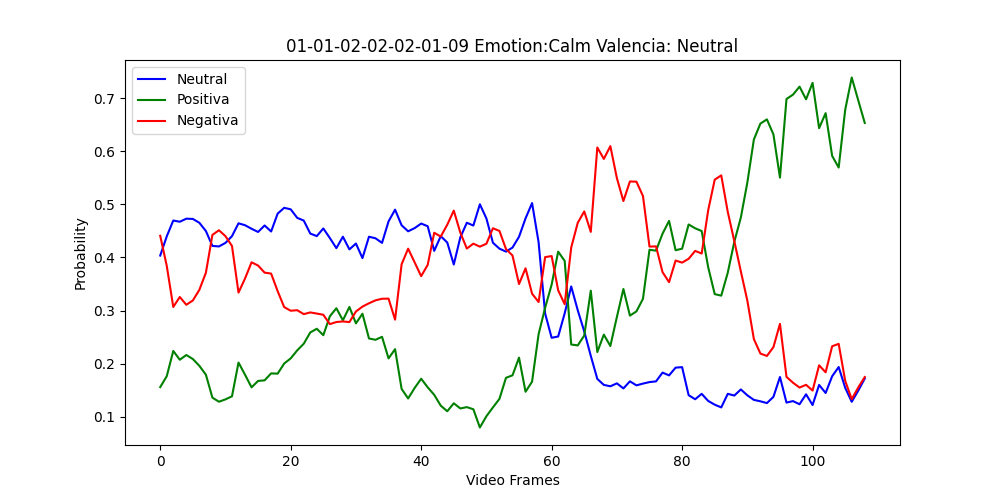 01-01-02-02-02-01-09 Emotion:Calm Valencia: Neutral
Neutral
Positiva
Negativa
Probability
0.7
0.6
0.5
0.4
0.3
0.2
0.1
0 20 40 60 80 100
Video Frames